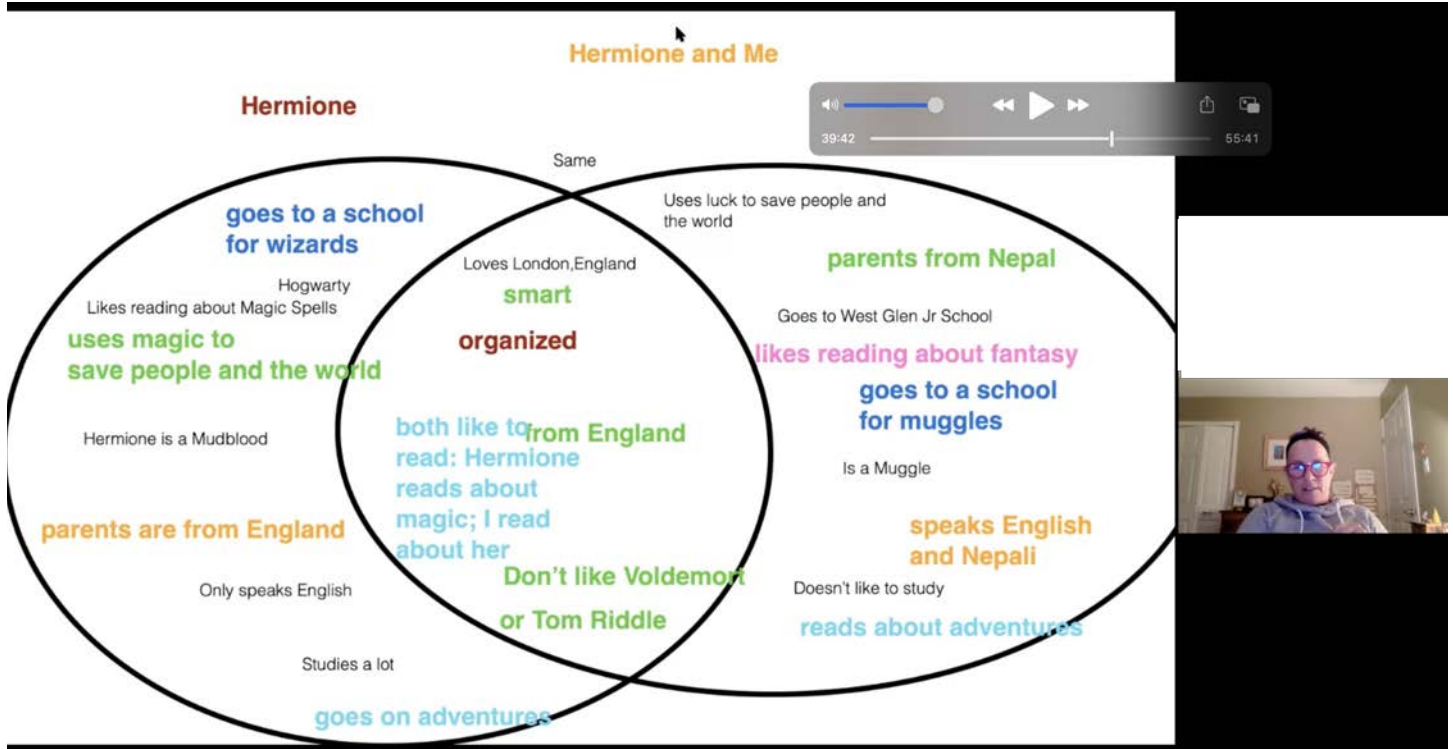 Hermione and Me
Hermione
39:42
55:41
Same
goes to a school
for wizards
Hogwarty
Likes reading about Magic Spells
uses magic to
save people and the world
Hermione is a Mudblood
parents are from England
Only speaks English
Studies a lot
goes on adventures
Loves London,England
smart
organized
both like to
read: Hermione
reads about
magic; I read
about her
from England
Don't like Voldemort
or Tom Riddle
Uses luck to save people and
the world
parents from Nepal
Goes to West Glen Jr School
likes reading about fantasy
goes to a school
for muggles
Is a Muggle
speaks English
and Nepali
Doesn't like to study
reads about adventures